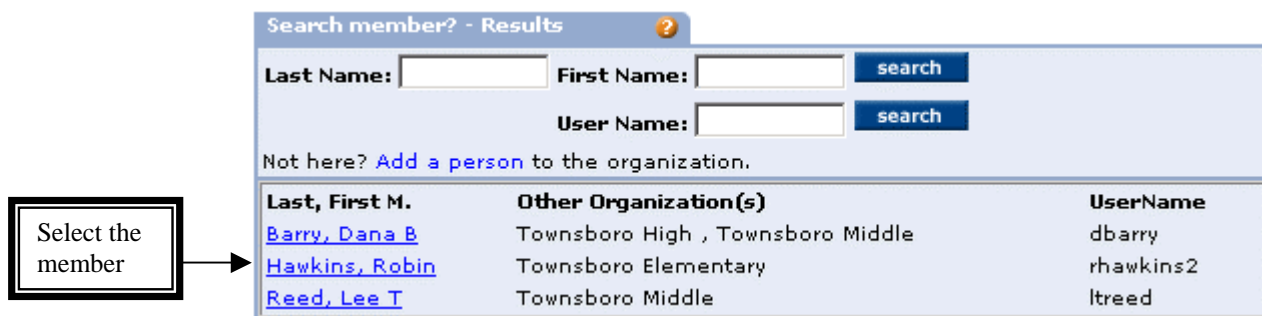 Search member? - Results ?
Last Name: First Name: search
User Name: search
Not here? Add a person to the organization.
Last, First M. Other Organization(s) UserName
Barry, Dana B Townsboro High , Townsboro Middle dbarry
Select the
member
Hawkins, Robin Townsboro Elementary rhawkins2
Reed, Lee T Townsboro Middle ltreed